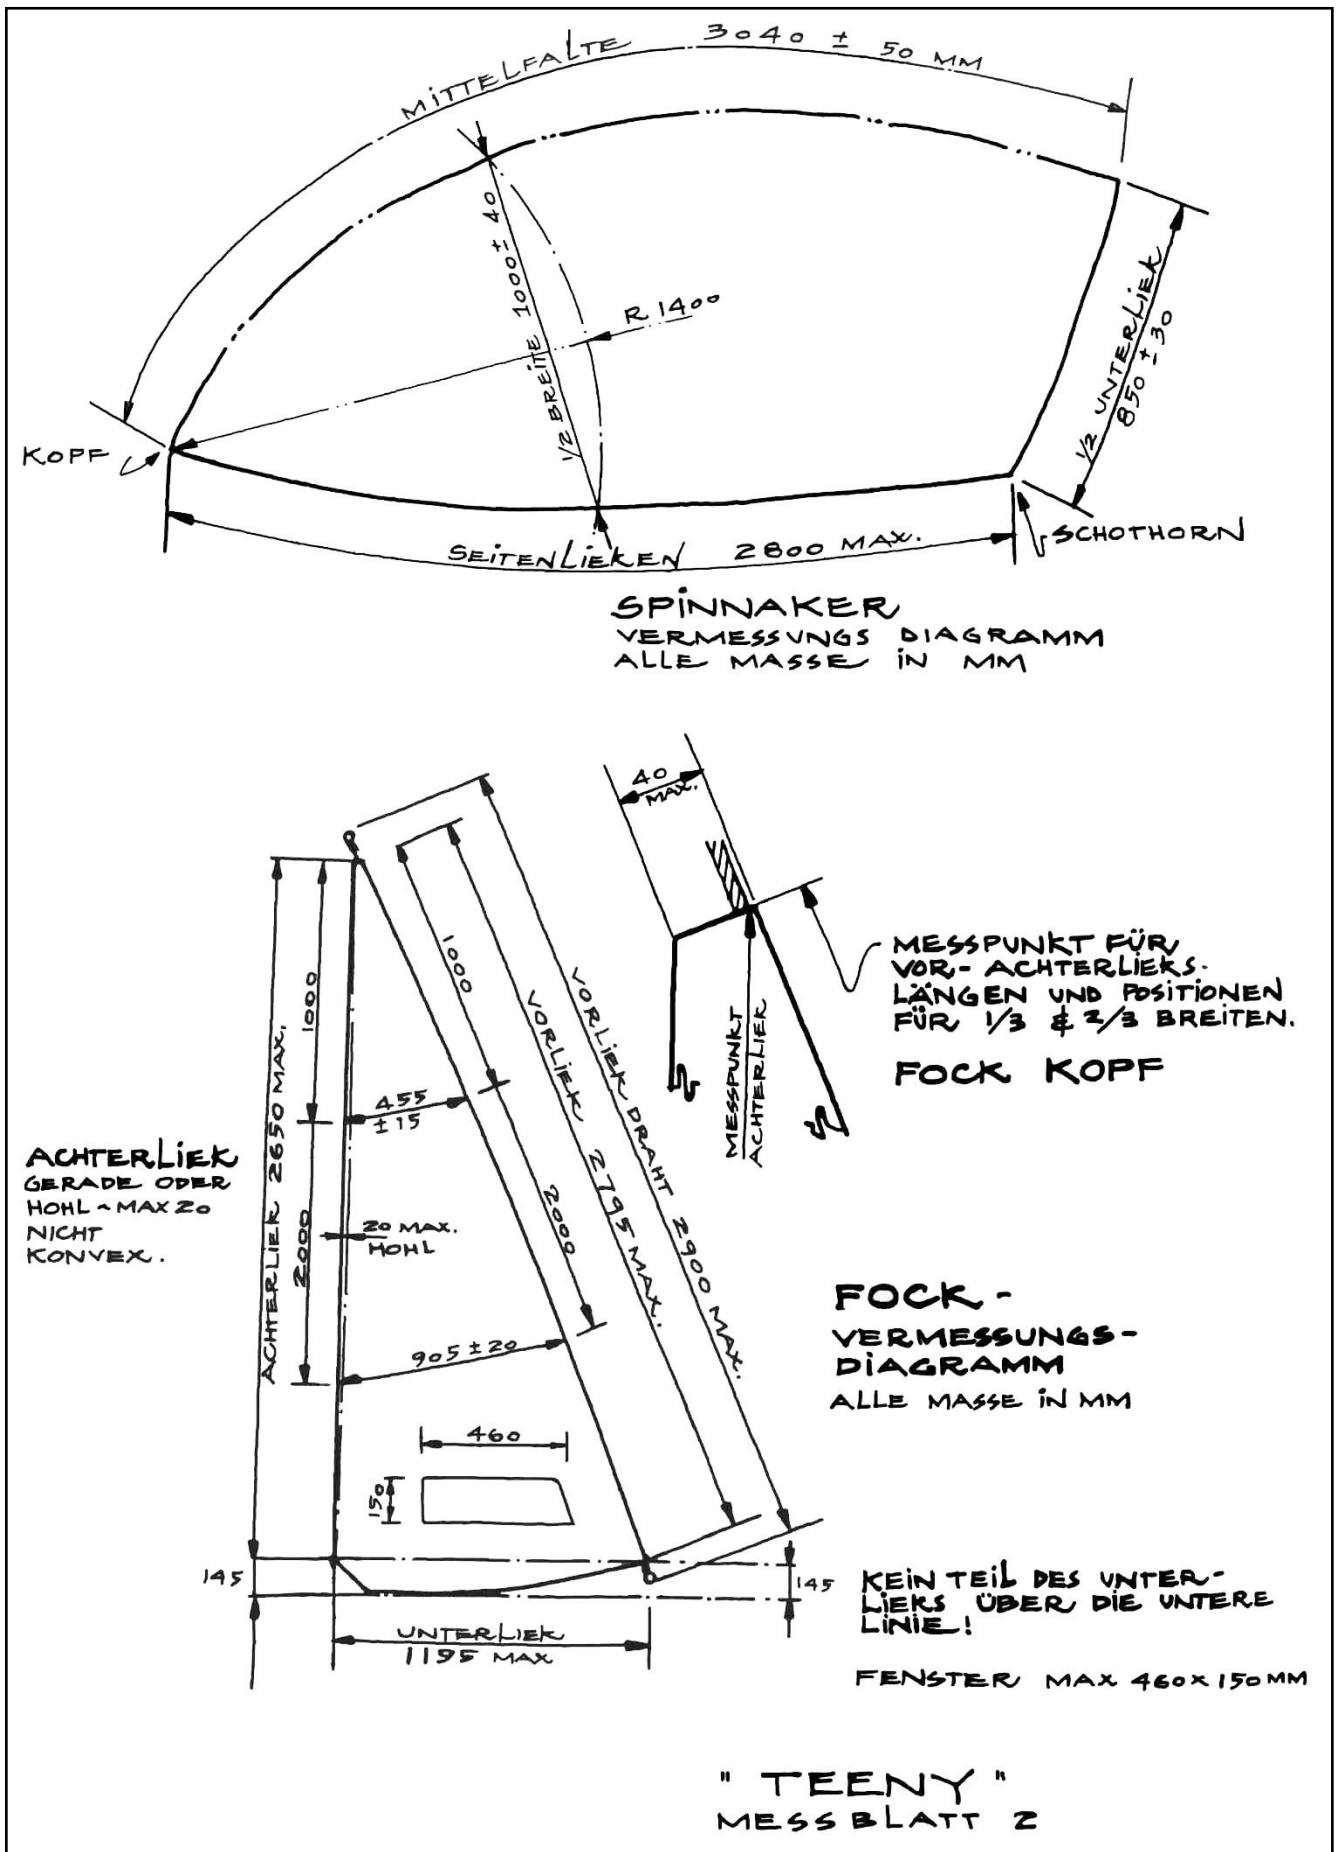 MITTELFALTE 3040 ± 50 MM
1/2 BREITE 1000 ± 40
R 1400
1/2 UNTERLIEK
850 ± 30
KOPF
SEITENLIEKEN 2800 MAX.
SCHOTHORN
SPINNAKER
VERMESSUNGS DIAGRAMM
ALLE MASSE IN MM
40
MAX.
MESSPUNKT FÜR
VOR- ACHTERLIEKS.
LÄNGEN UND POSITIONEN
FÜR 1/3 & 2/3 BREITEN.
FOCK KOPF
MESSPUNKT
ACHTERLIEK
1000
1000
VORLIEK DRAHT 2900 MAX.
VORLIEK 2795 MAX.
ACHTERLIEK 2650 MAX.
455
± 15
ACHTERLIEK
GERADE ODER
HOHL ~ MAX 20
NICHT
KONVEX.
2000
2000
20 MAX.
HOHL
905 ± 20
FOCK -
VERMESSUNGS-
DIAGRAMM
ALLE MASSE IN MM
460
150
145
145
UNTERLIEK
1195 MAX
KEIN TEIL DES UNTER-
LIEKS ÜBER DIE UNTERE
LINIE!
FENSTER MAX 460 x 150 MM
" TEENY "
MESS BLATT 2